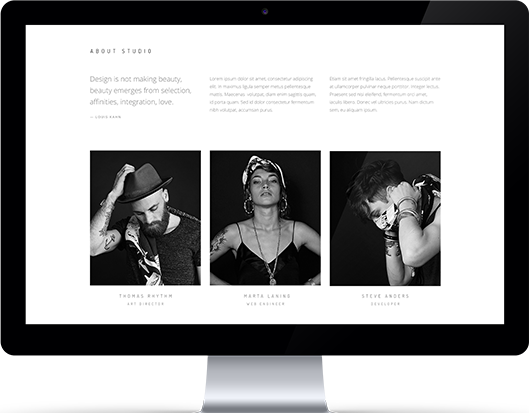 ABOUT STUDIO
Design is not making beauty,
beauty emerges from selection,
affinities, integration, love.
— LOUIS KAHN
Lorem ipsum dolor sit amet, consectetur adipiscing
elit. In maximus ligula semper metus pellentesque
mattis. Maecenas volutpat, diam enim sagittis quam,
id porta quam. Sed id dolor consectetur fermentum
nibh volutpat, accumsan purus.
Etiam sit amet fringilla lacus. Pellentesque suscipit ante
at ullamcorper pulvinar neque porttitor. Integer lectus.
Praesent sed nisi eleifend, fermentum orci amet,
iaculis libero. Donec vel ultricies purus. Nam dictum
sem, eu aliquam ipsum.
THOMAS RHYTHM
ART DIRECTOR
MARTA LANING
WEB ENGINEER
STEVE ANDERS
DEVELOPER